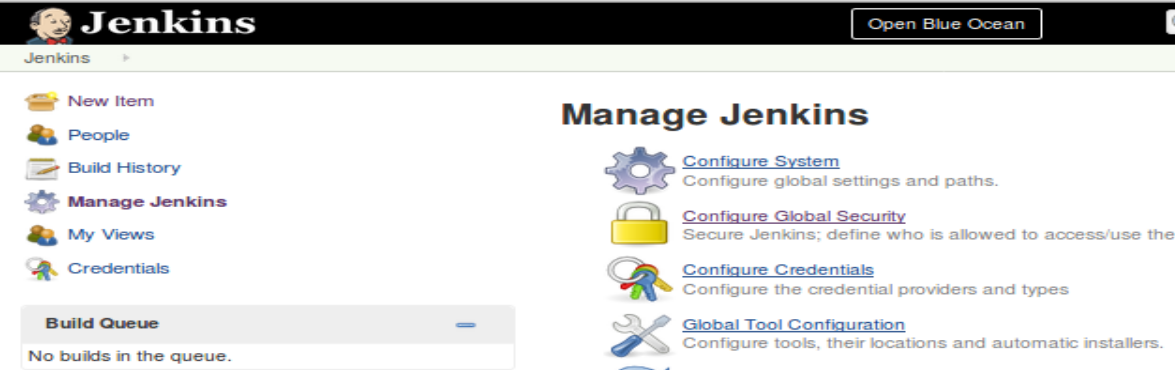 Jenkins
Open Blue Ocean
Jenkins
New Item
People
Build History
Manage Jenkins
My Views
Credentials
Build Queue
No builds in the queue.
Manage Jenkins
Configure System
Configure global settings and paths.
Configure Global Security
Secure Jenkins; define who is allowed to access/use the
Configure Credentials
Configure the credential providers and types
Global Tool Configuration
Configure tools, their locations and automatic installers.